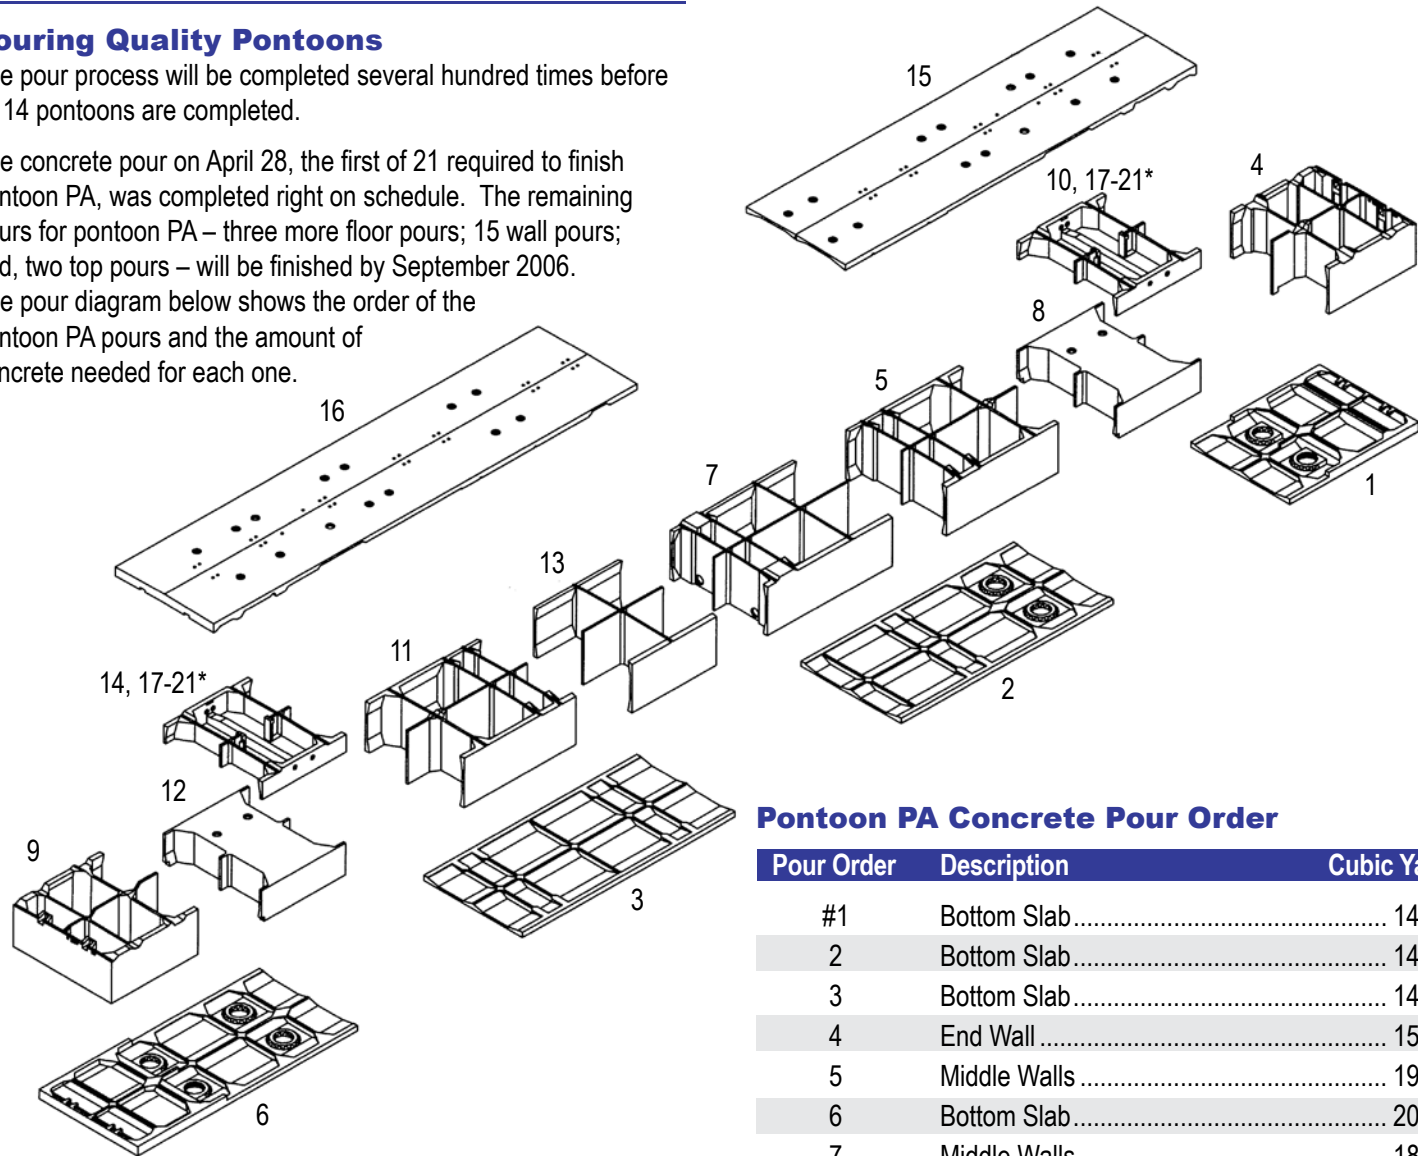 ouring Quality Pontoons
e pour process will be completed several hundred times before
14 pontoons are completed.
e concrete pour on April 28, the first of 21 required to finish
ntoon PA, was completed right on schedule. The remaining
urs for pontoon PA – three more floor pours; 15 wall pours;
d, two top pours – will be finished by September 2006.
e pour diagram below shows the order of the
ntoon PA pours and the amount of
ncrete needed for each one.
15
10, 17-21*
4
8
5
16
7
1
13
11
2
14, 17-21*
12
9
3
6
Pontoon PA Concrete Pour Order
Pour Order Description Cubic Ya
#1 Bottom Slab ........................................ 14
2 Bottom Slab ........................................ 14
3 Bottom Slab ........................................ 14
4 End Wall ........................................ 15
5 Middle Walls ........................................ 19
6 Bottom Slab ........................................ 20
7 Middle Walls 18